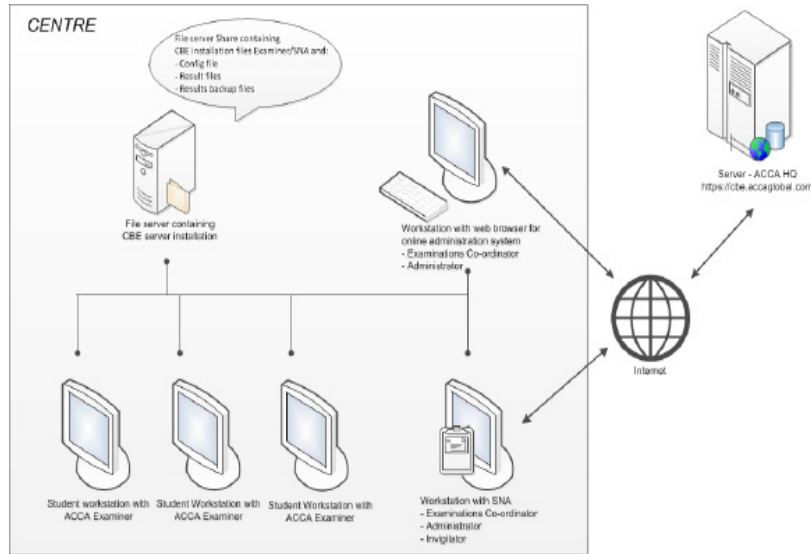 CENTRE
File server Share containing
CBE installation files Examiner/SNA and:
- Config file
- Result files
- Results backup files
File server containing
CBE server installation
Workstation with web browser for
online administration system
- Examinations Co-ordinator
- Administrator
Server - ACCA HQ
https://cbe.accaglobal.com
Internet
Student workstation with
ACCA Examiner
Student Workstation with
ACCA Examiner
Student Workstation with
ACCA Examiner
Workstation with SNA
- Examinations Co-ordinator
- Administrator
- Invigilator